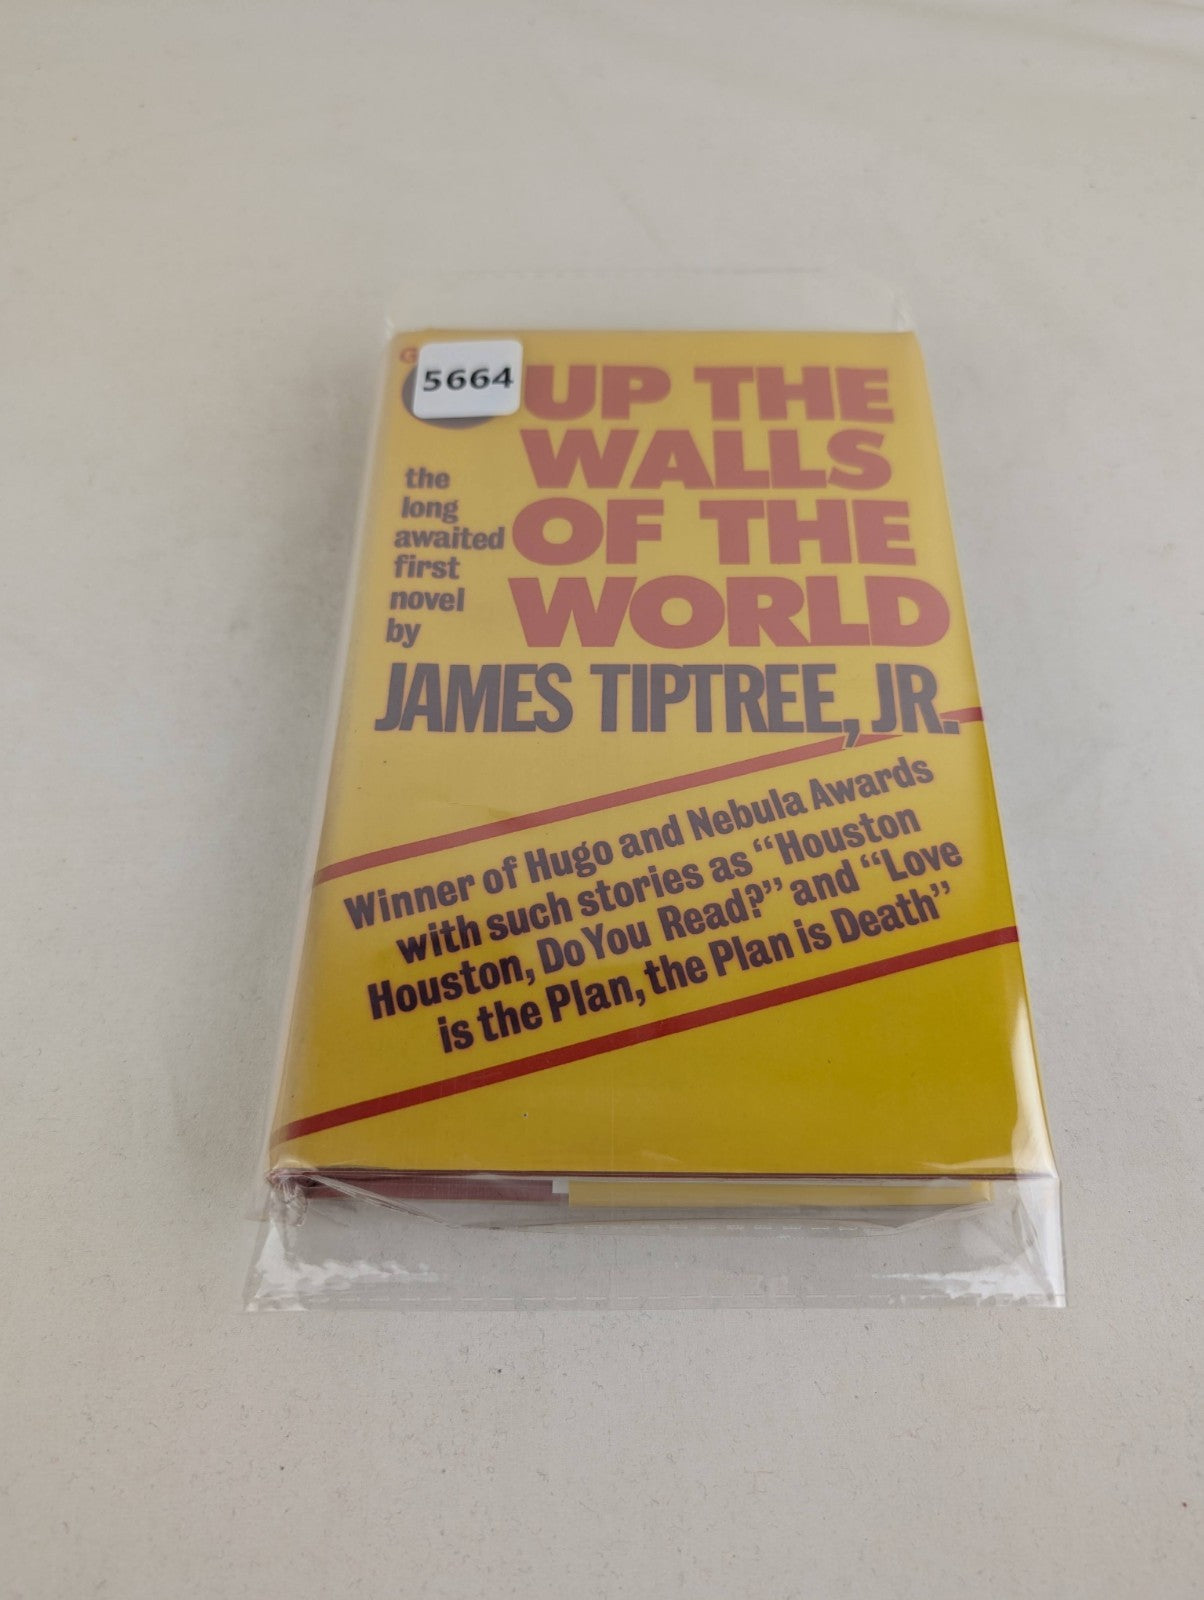 5664
UP THE
WALLS
OF THE
WORLD
the
long
awaited
first
novel
by
JAMES TIPTREE, JR.
Winner of Hugo and Nebula Awards
with such stories as “Houston
Houston, Do You Read?” and “Love
is the Plan, the Plan is Death”